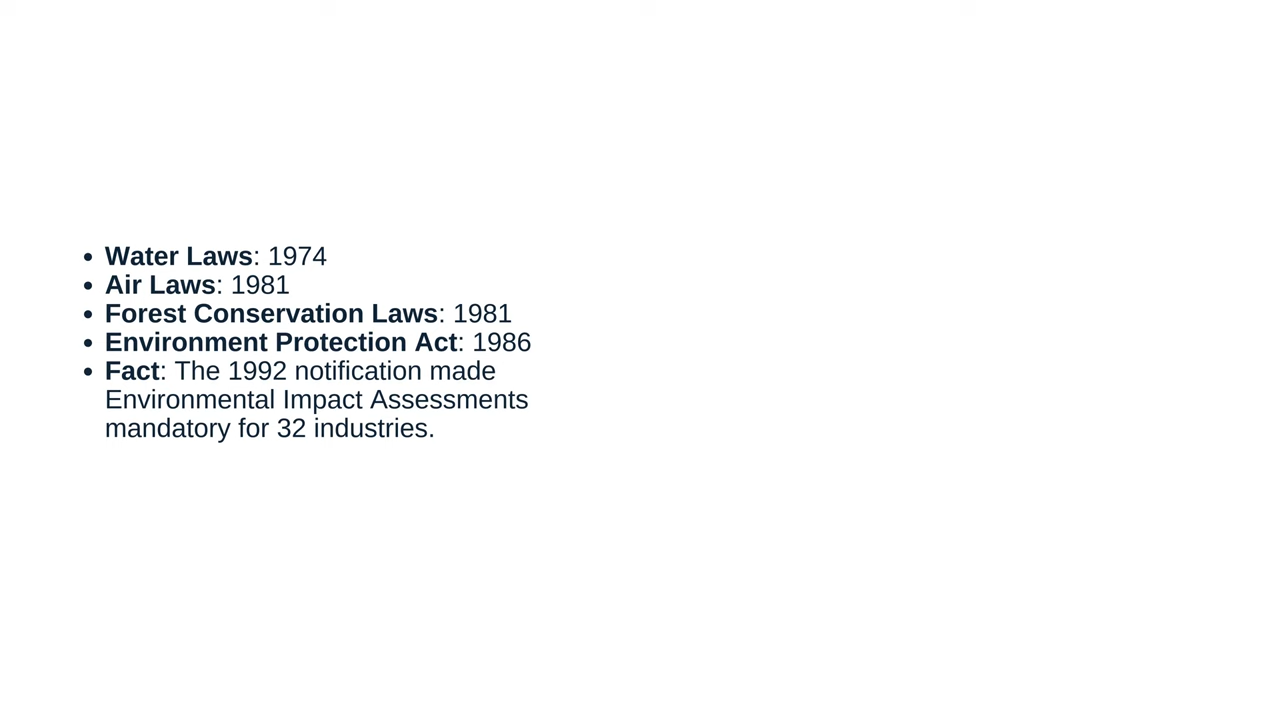 • Water Laws: 1974
• Air Laws: 1981
• Forest Conservation Laws: 1981
• Environment Protection Act: 1986
• Fact: The 1992 notification made
Environmental Impact Assessments
mandatory for 32 industries.